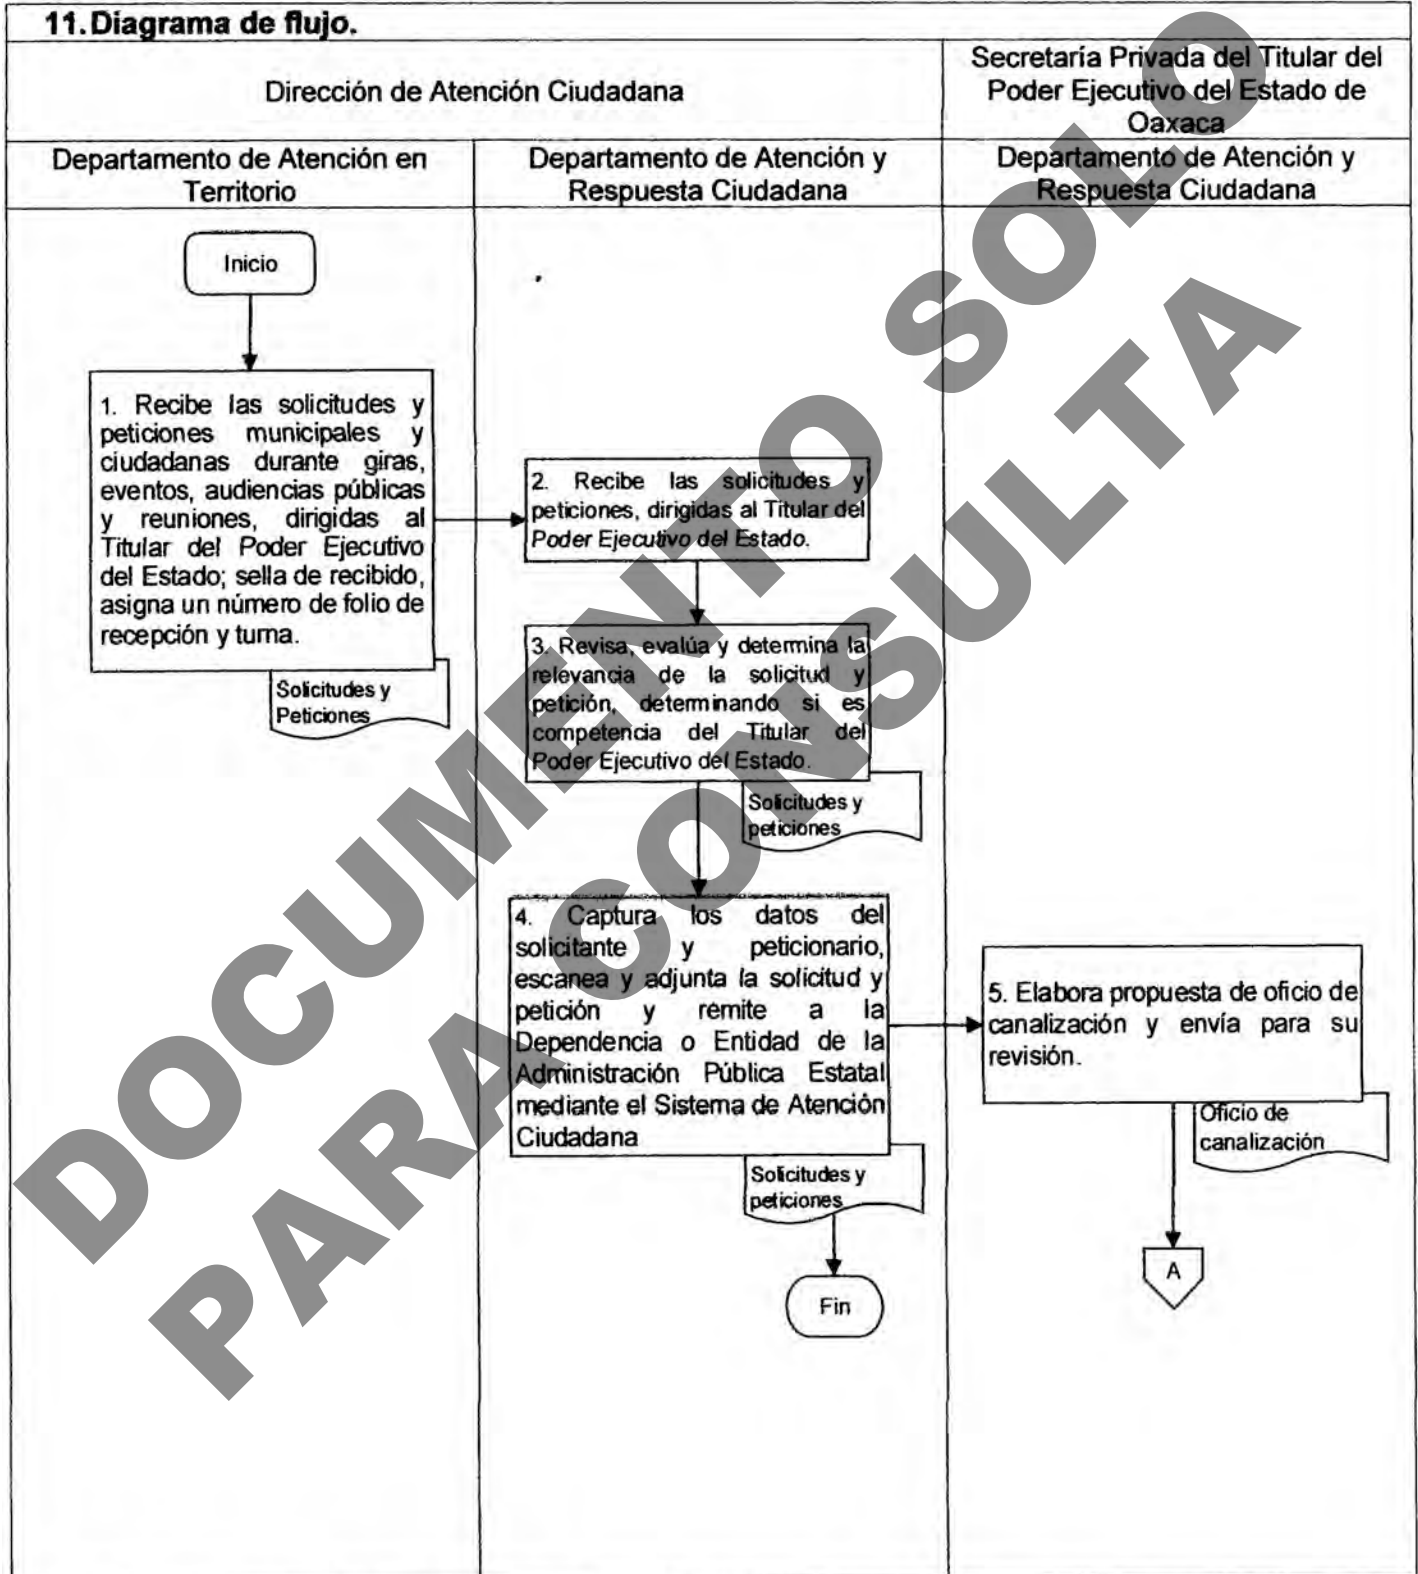 11. Diagrama de flujo.
Dirección de Atención Ciudadana
Secretaría Privada del Titular del
Poder Ejecutivo del Estado de
Oaxaca
Departamento de Atención en
Territorio
Departamento de Atención y
Respuesta Ciudadana
Departamento de Atención y
Respuesta Ciudadana
Inicio
1. Recibe las solicitudes y
peticiones municipales y
ciudadanas durante giras,
eventos, audiencias públicas
y reuniones, dirigidas al
Titular del Poder Ejecutivo
del Estado; sella de recibido,
asigna un número de folio de
recepción y turna.
Solicitudes y
Peticiones
2. Recibe las solicitudes y
peticiones, dirigidas al Titular del
Poder Ejecutivo del Estado.
3. Revisa, evalúa y determina la
relevancia de la solicitud y
petición, determinando si es
competencia del Titular del
Poder Ejecutivo del Estado.
Solicitudes y
peticiones
4. Captura los datos del
solicitante y peticionario,
escanea y adjunta la solicitud y
petición y remite a la
Dependencia o Entidad de la
Administración Pública Estatal
mediante el Sistema de Atención
Ciudadana
Solicitudes y
peticiones
Fin
5. Elabora propuesta de oficio de
canalización y envía para su
revisión.
Oficio de
canalización
A
DOCUMENTO SOLO
PARA CONSULTA